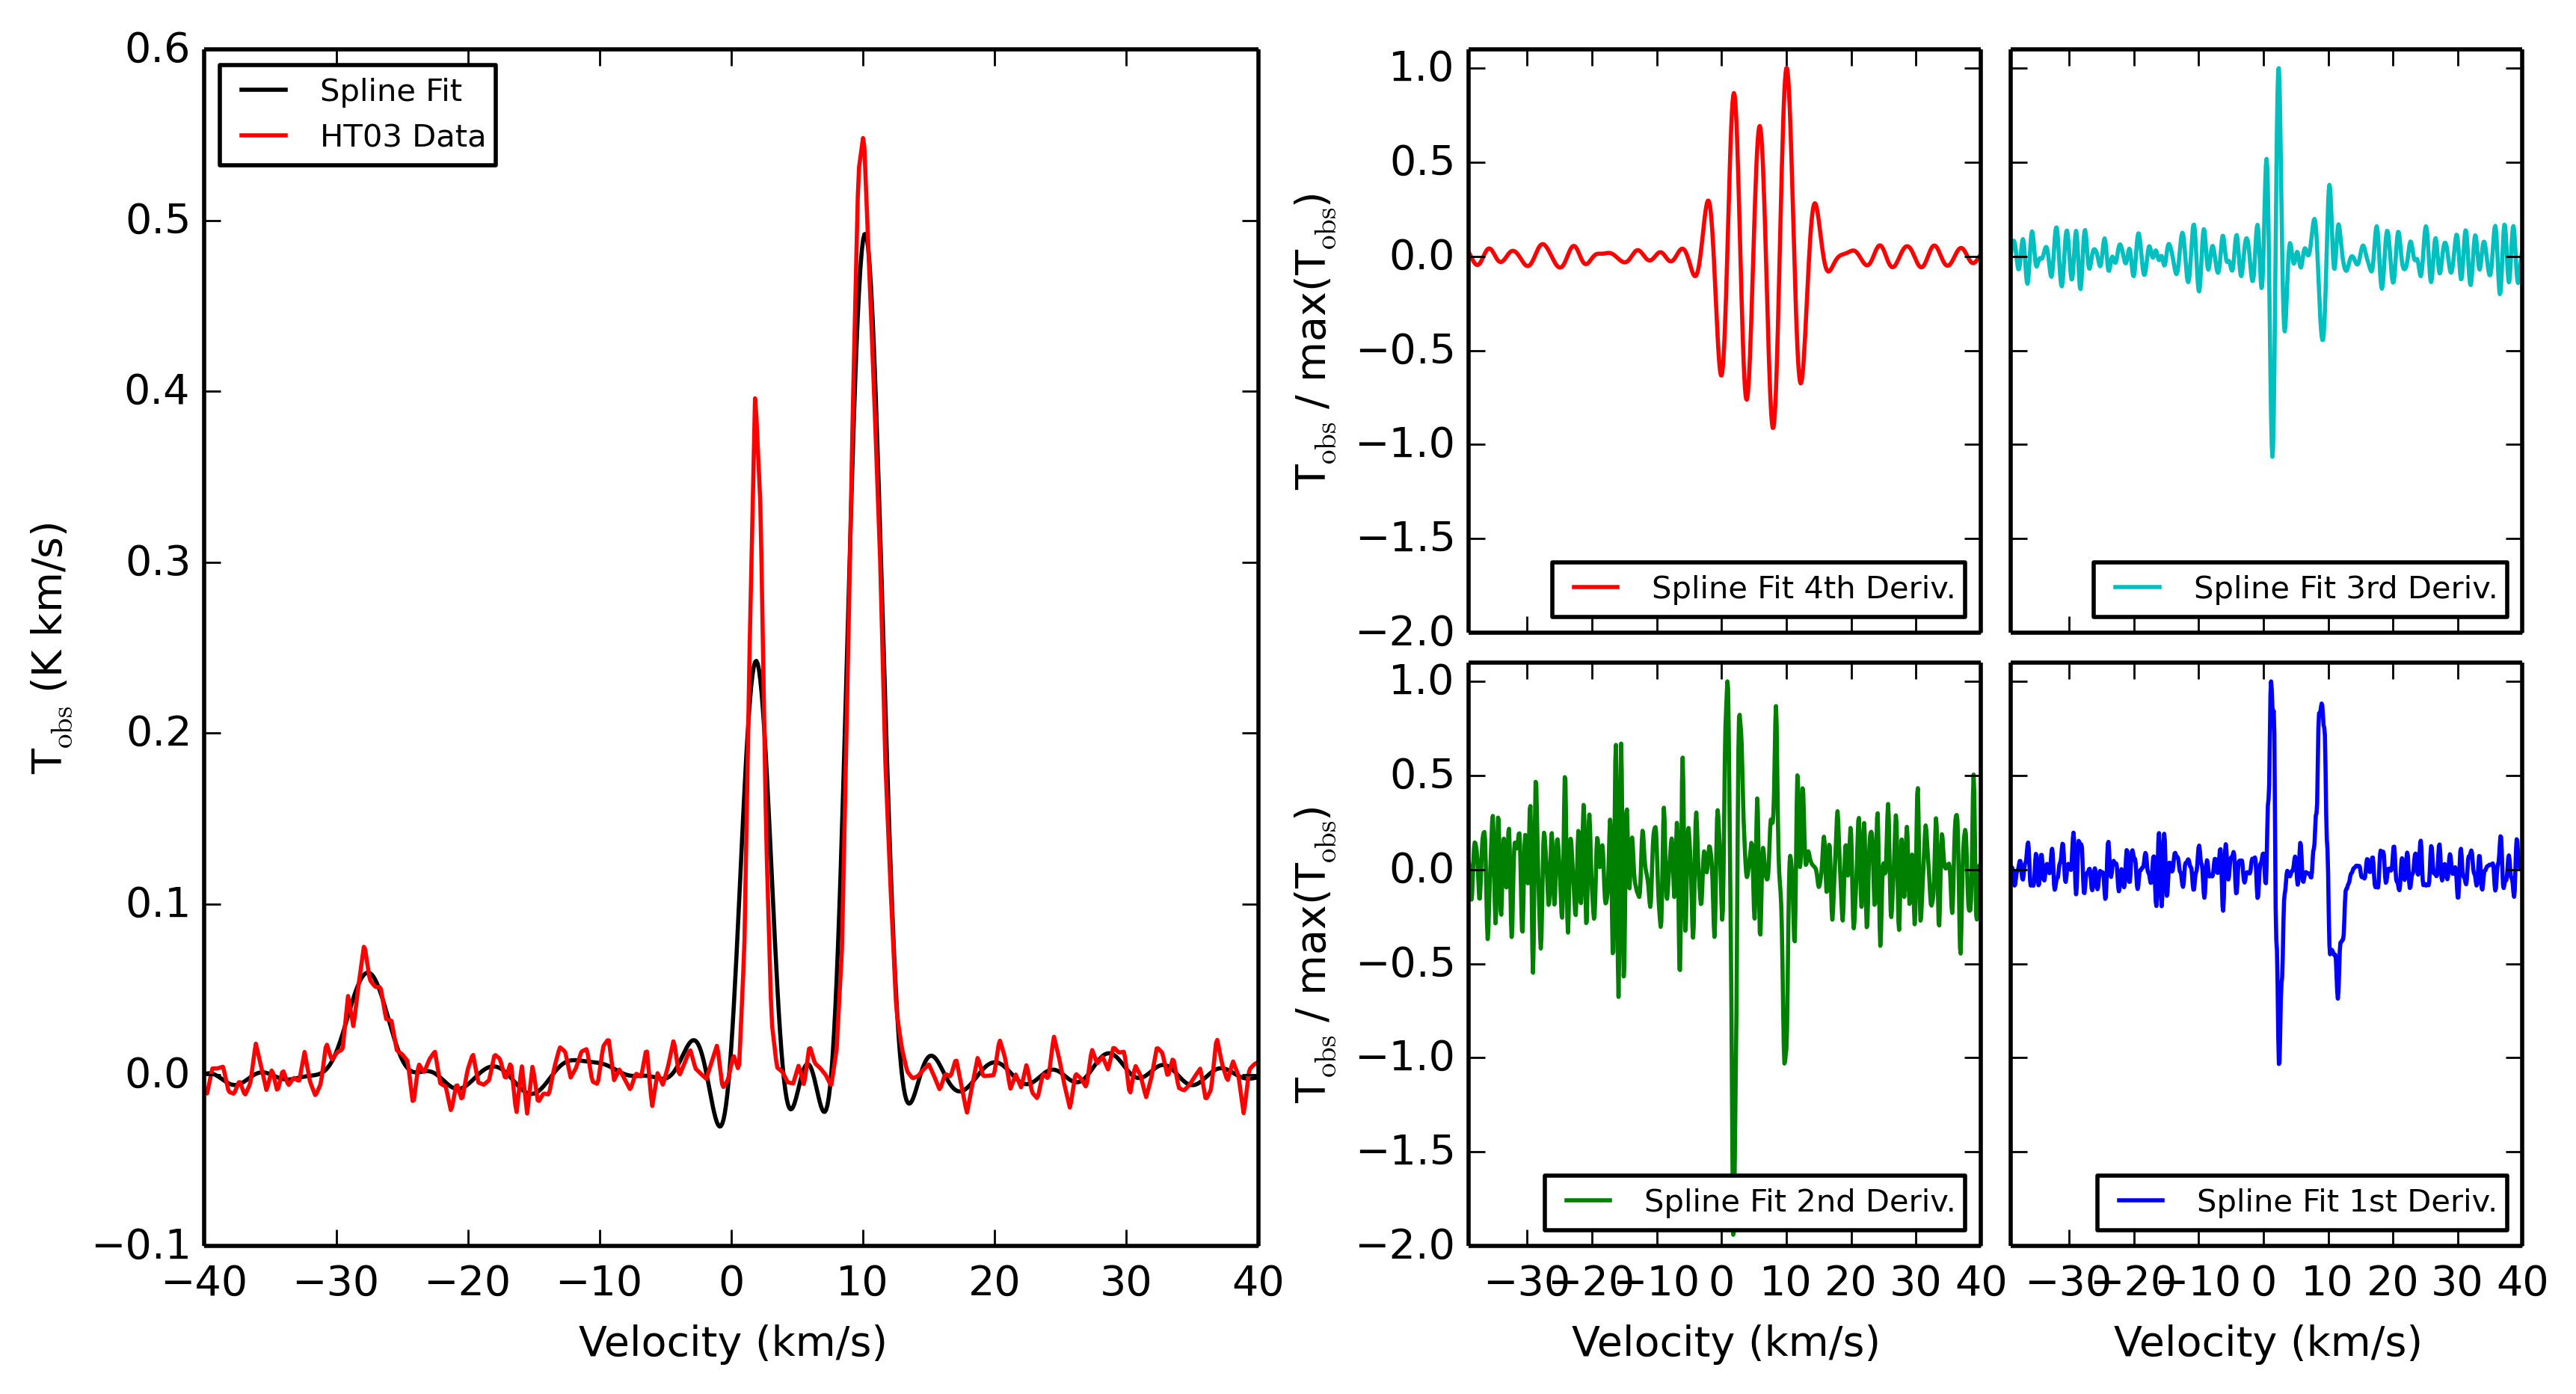 0.6
0.5
0.4
0.3
0.2
0.1
0.0
−0.1
T_obs (K km/s)
Spline Fit
HT03 Data
−40 −30 −20 −10 0 10 20 30 40
Velocity (km/s)
1.0
0.5
0.0
−0.5
−1.0
−1.5
−2.0
T_obs / max(T_obs)
Spline Fit 4th Deriv.
Spline Fit 3rd Deriv.
1.0
0.5
0.0
−0.5
−1.0
−1.5
−2.0
T_obs / max(T_obs)
Spline Fit 2nd Deriv.
−30 −20 −10 0 10 20 30 40
Velocity (km/s)
Spline Fit 1st Deriv.
−30 −20 −10 0 10 20 30 40
Velocity (km/s)